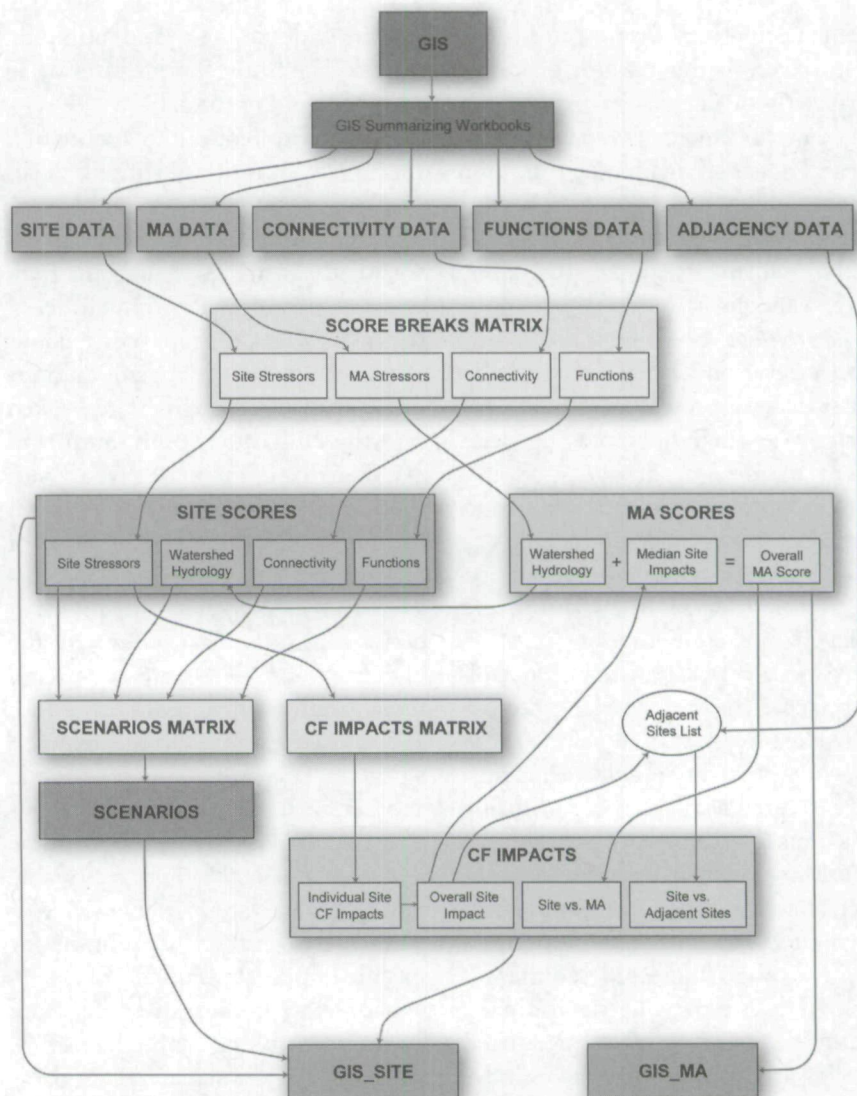 GIS
GIS Summarizing Workbooks
SITE DATA
MA DATA
CONNECTIVITY DATA
FUNCTIONS DATA
ADJACENCY DATA
SCORE BREAKS MATRIX
Site Stressors
MA Stressors
Connectivity
Functions
SITE SCORES
Site Stressors
Watershed
Hydrology
Connectivity
Functions
MA SCORES
Watershed
Hydrology
+
Median Site
Impacts
=
Overall
MA Score
SCENARIOS MATRIX
CF IMPACTS MATRIX
Adjacent
Sites List
SCENARIOS
CF IMPACTS
Individual Site
CF Impacts
Overall Site
Impact
Site vs. MA
Site vs.
Adjacent Sites
GIS_SITE
GIS_MA